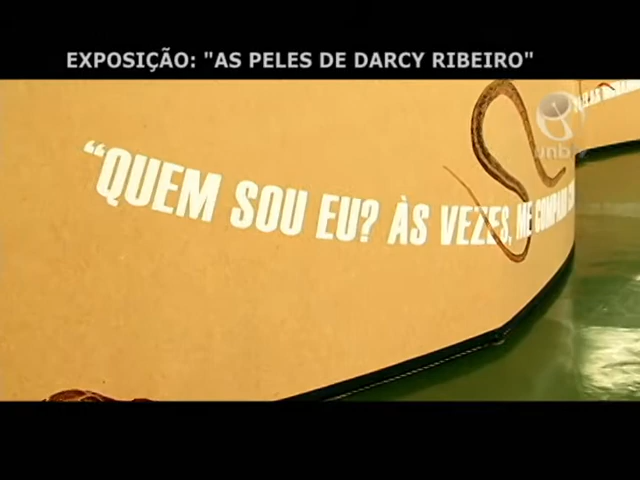 EXPOSIÇÃO: "AS PELES DE DARCY RIBEIRO"
“QUEM SOU EU? ÀS VEZES, ME
unb